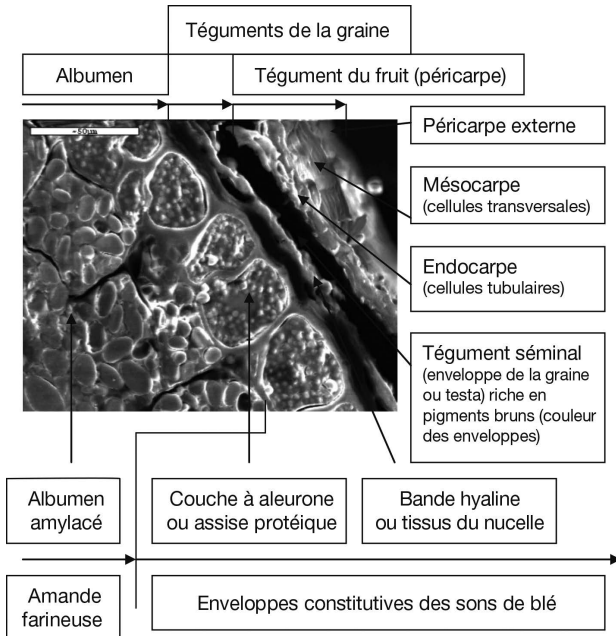 Téguments de la graine
Albumen
Tégument du fruit (péricarpe)
≈50µm
Péricarpe externe
Mésocarpe
(cellules transversales)
Endocarpe
(cellules tubulaires)
Tégument séminal
(enveloppe de la graine
ou testa) riche en
pigments bruns (couleur
des enveloppes)
Albumen
amylacé
Couche à aleurone
ou assise protéique
Bande hyaline
ou tissus du nucelle
Amande
farineuse
Enveloppes constitutives des sons de blé